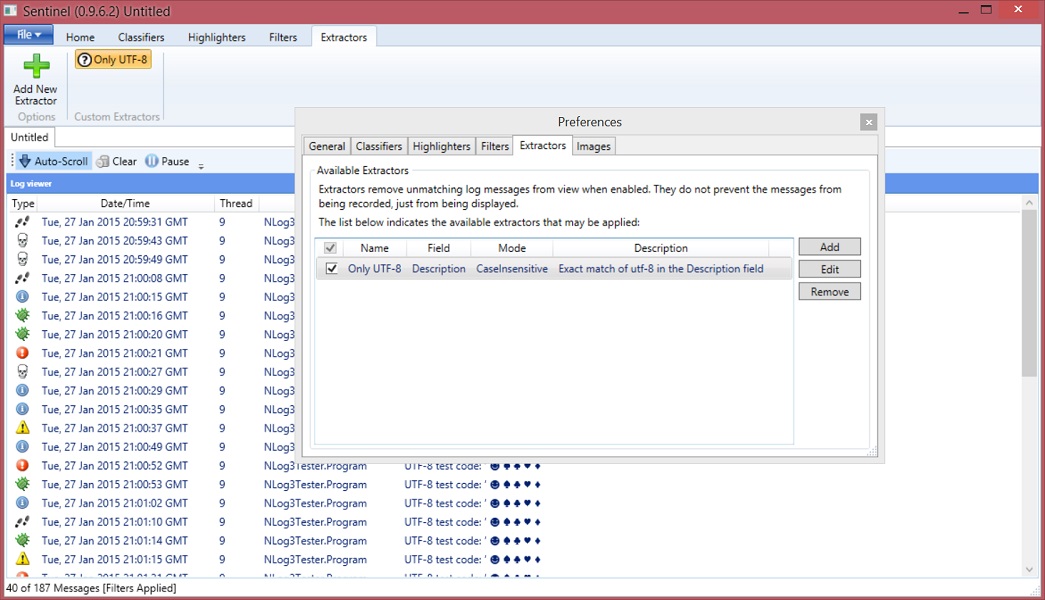 Sentinel (0.9.6.2) Untitled
File Home Classifiers Highlighters Filters Extractors
Add New
Extractor
Options
Only UTF-8
Custom Extractors
Untitled
Auto-Scroll Clear Pause
Log viewer
Type Date/Time Thread
Tue, 27 Jan 2015 20:59:31 GMT 9 NLog3
Tue, 27 Jan 2015 20:59:43 GMT 9 NLog3
Tue, 27 Jan 2015 20:59:49 GMT 9 NLog3
Tue, 27 Jan 2015 21:00:08 GMT 9 NLog3
Tue, 27 Jan 2015 21:00:15 GMT 9 NLog3
Tue, 27 Jan 2015 21:00:16 GMT 9 NLog3
Tue, 27 Jan 2015 21:00:20 GMT 9 NLog3
Tue, 27 Jan 2015 21:00:21 GMT 9 NLog3
Tue, 27 Jan 2015 21:00:27 GMT 9 NLog3
Tue, 27 Jan 2015 21:00:29 GMT 9 NLog3
Tue, 27 Jan 2015 21:00:35 GMT 9 NLog3
Tue, 27 Jan 2015 21:00:37 GMT 9 NLog3
Tue, 27 Jan 2015 21:00:49 GMT 9 NLog3
Tue, 27 Jan 2015 21:00:52 GMT 9 NLog3Tester.Program UTF-8 test code: ' ☻ ♠ ♣ ♥ ♦
Tue, 27 Jan 2015 21:00:53 GMT 9 NLog3Tester.Program UTF-8 test code: ' ☻ ♠ ♣ ♥ ♦
Tue, 27 Jan 2015 21:01:02 GMT 9 NLog3Tester.Program UTF-8 test code: ' ☻ ♠ ♣ ♥ ♦
Tue, 27 Jan 2015 21:01:10 GMT 9 NLog3Tester.Program UTF-8 test code: ' ☻ ♠ ♣ ♥ ♦
Tue, 27 Jan 2015 21:01:14 GMT 9 NLog3Tester.Program UTF-8 test code: ' ☻ ♠ ♣ ♥ ♦
Tue, 27 Jan 2015 21:01:15 GMT 9 NLog3Tester.Program UTF-8 test code: ' ☻ ♠ ♣ ♥ ♦
40 of 187 Messages [Filters Applied]
Preferences
General Classifiers Highlighters Filters Extractors Images
Available Extractors
Extractors remove unmatching log messages from view when enabled. They do not prevent the messages from
being recorded, just from being displayed.
The list below indicates the available extractors that may be applied:
Name Field Mode Description
Only UTF-8 Description CaseInsensitive Exact match of utf-8 in the Description field
Add
Edit
Remove